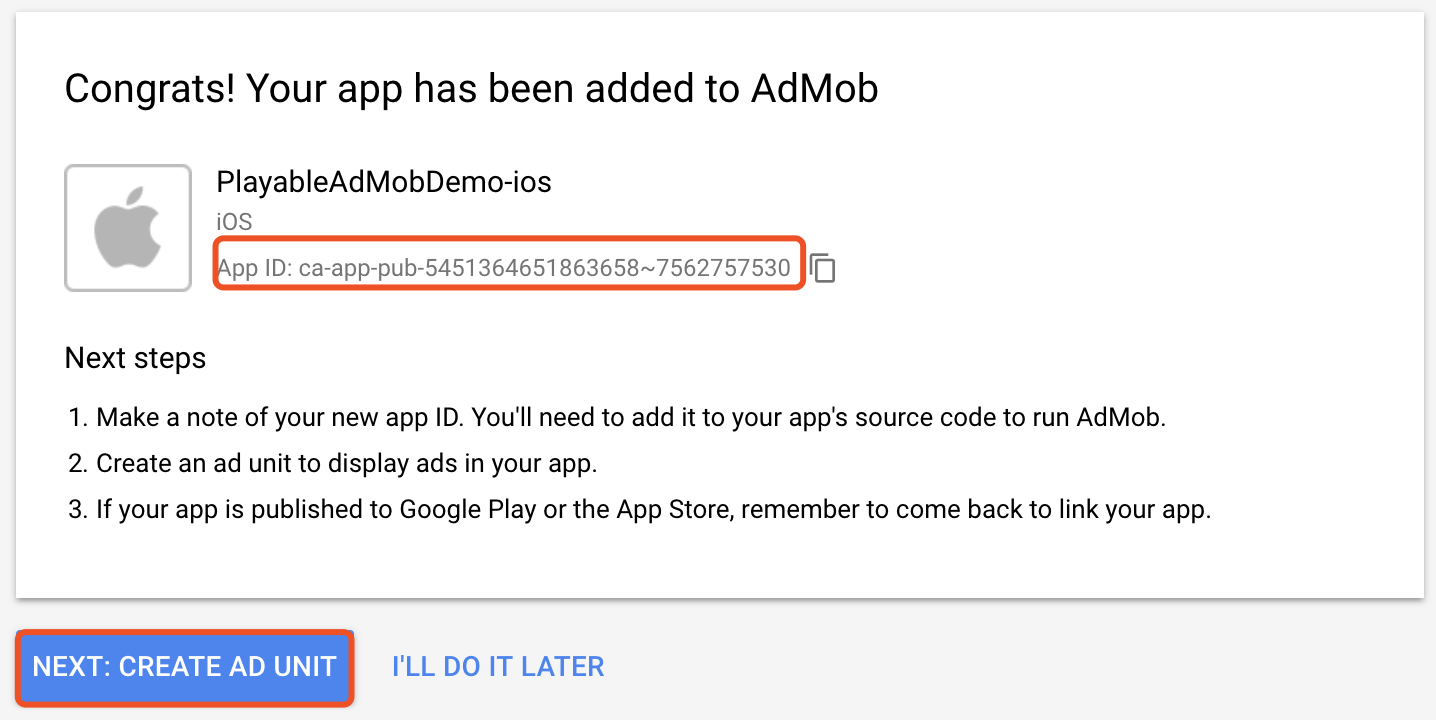 Congrats! Your app has been added to AdMob
PlayableAdMobDemo-ios
iOS
App ID: ca-app-pub-5451364651863658~7562757530
Next steps
1. Make a note of your new app ID. You'll need to add it to your app's source code to run AdMob.
2. Create an ad unit to display ads in your app.
3. If your app is published to Google Play or the App Store, remember to come back to link your app.
NEXT: CREATE AD UNIT
I'LL DO IT LATER